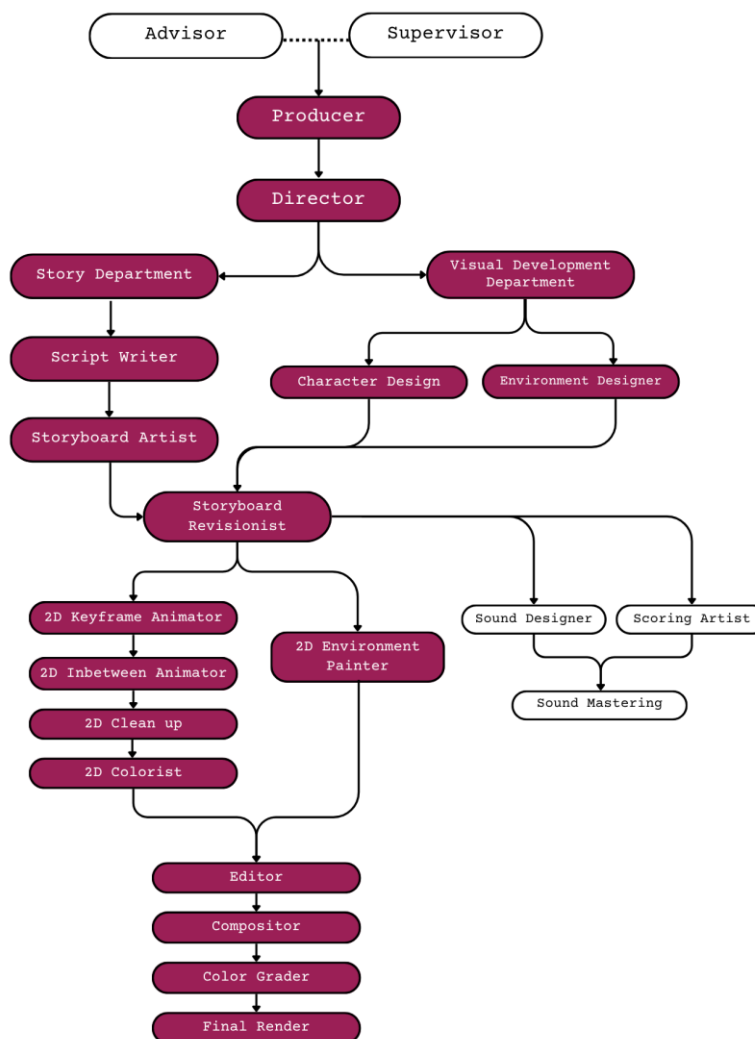 Advisor
Supervisor
Producer
Director
Story Department
Visual Development
Department
Script Writer
Character Design
Environment Designer
Storyboard Artist
Storyboard
Revisionist
2D Keyframe Animator
Sound Designer
Scoring Artist
2D Environment
Painter
2D Inbetween Animator
Sound Mastering
2D Clean up
2D Colorist
Editor
Compositor
Color Grader
Final Render